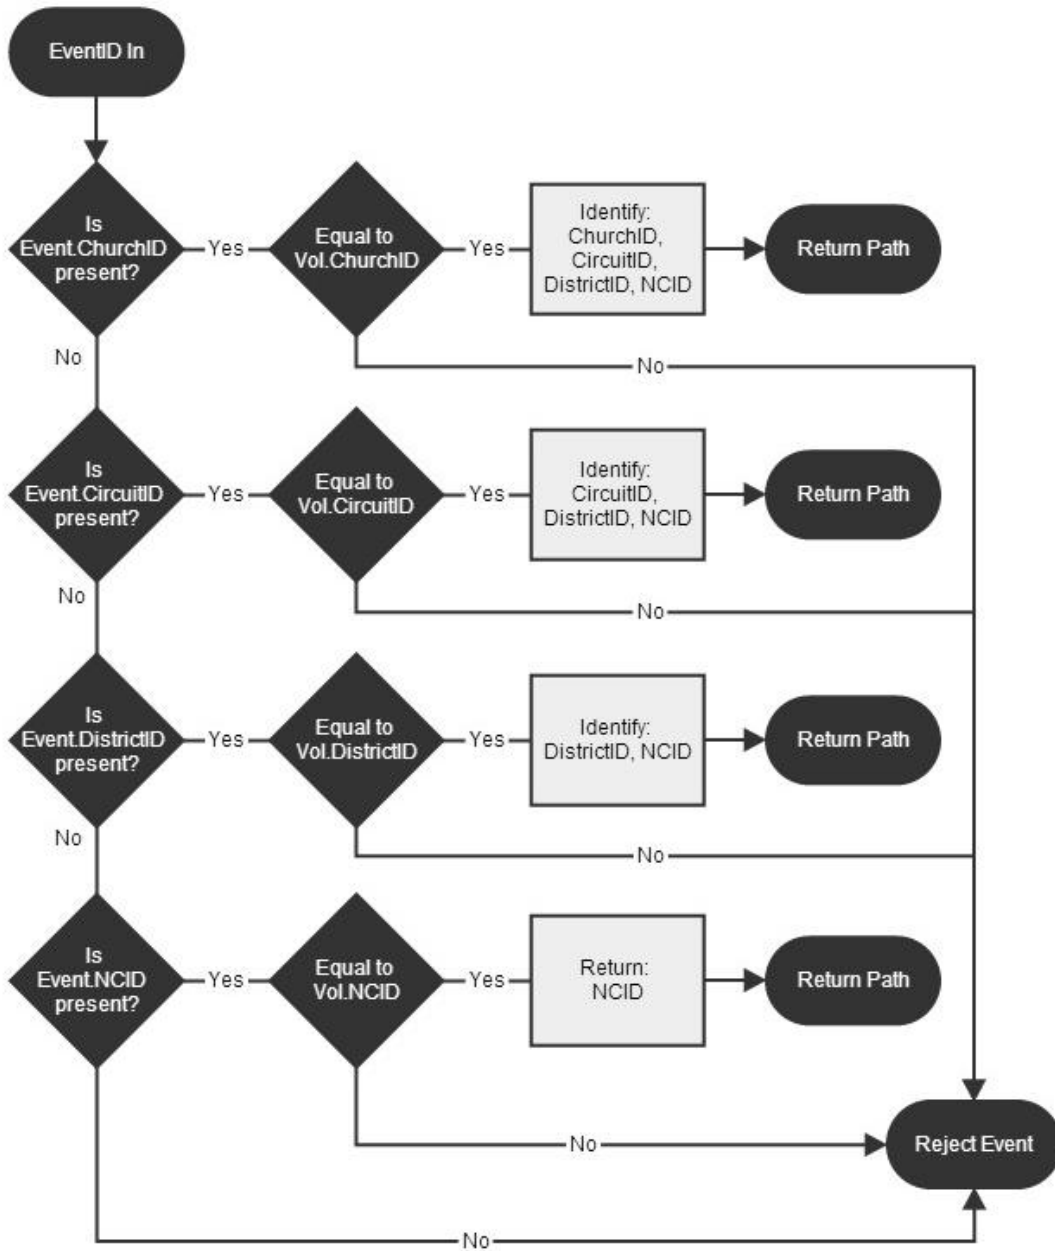 EventID In
Is
Event.ChurchID
present?
Yes
Equal to
Vol.ChurchID
Yes
Identify:
ChurchID,
CircuitID,
DistrictID, NCID
Return Path
No
No
Is
Event.CircuitID
present?
Yes
Equal to
Vol.CircuitID
Yes
Identify:
CircuitID,
DistrictID, NCID
Return Path
No
No
Is
Event.DistrictID
present?
Yes
Equal to
Vol.DistrictID
Yes
Identify:
DistrictID, NCID
Return Path
No
No
Is
Event.NCID
present?
Yes
Equal to
Vol.NCID
Yes
Return:
NCID
Return Path
No
Reject Event
No